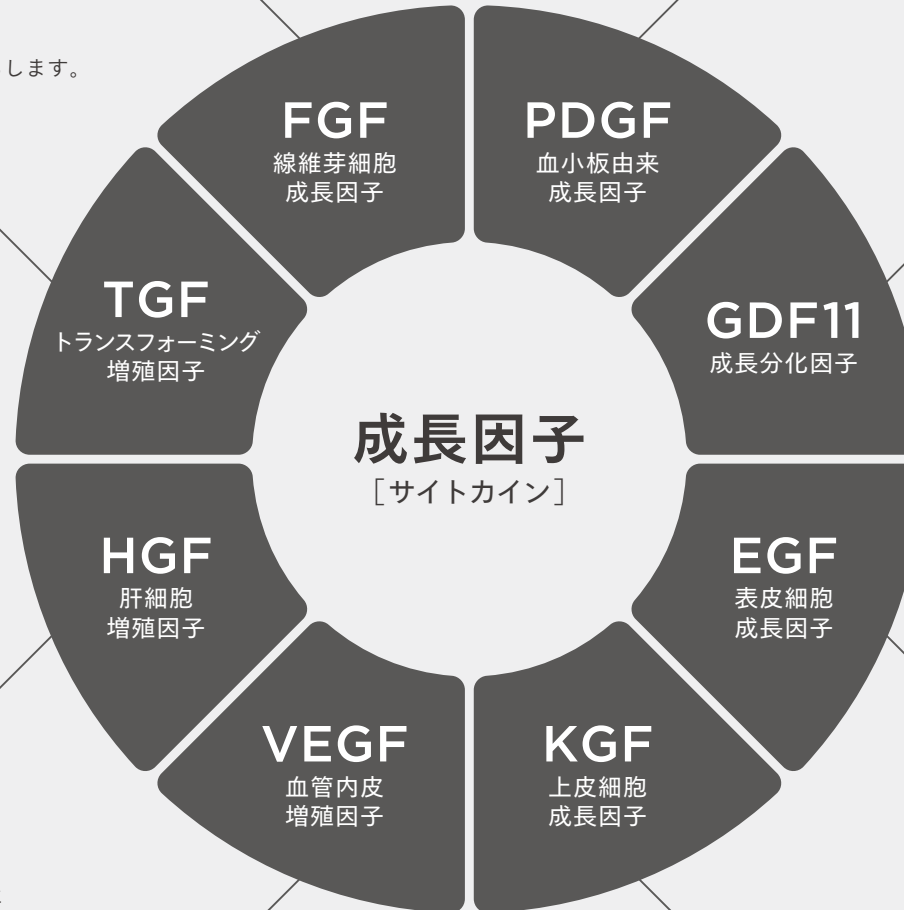 します。
FGF
線維芽細胞
成長因子
PDGF
血小板由来
成長因子
TGF
トランスフォーミング
増殖因子
GDF11
成長分化因子
成長因子
［サイトカイン］
HGF
肝細胞
増殖因子
EGF
表皮細胞
成長因子
VEGF
血管内皮
増殖因子
KGF
上皮細胞
成長因子